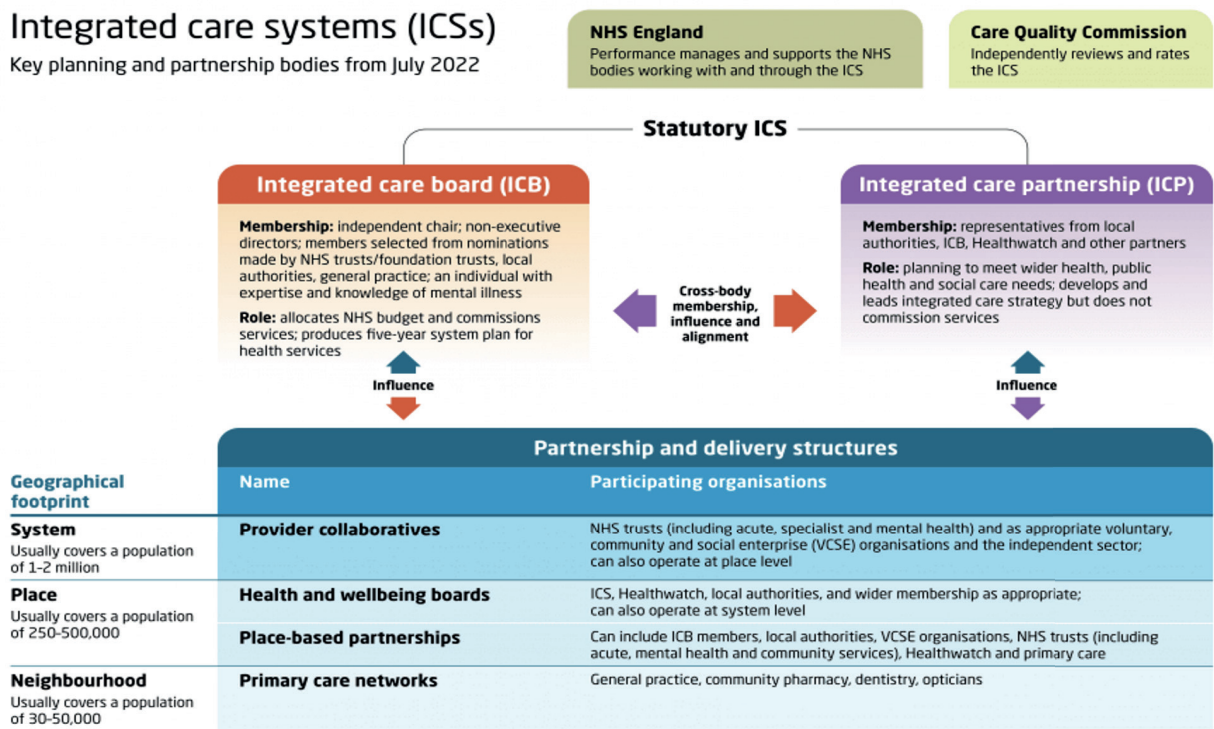 Integrated care systems (ICSs)
Key planning and partnership bodies from July 2022
NHS England
Performance manages and supports the NHS
bodies working with and through the ICS
Care Quality Commission
Independently reviews and rates
the ICS
Statutory ICS
Integrated care board (ICB)
Membership: independent chair; non-executive
directors; members selected from nominations
made by NHS trusts/foundation trusts, local
authorities, general practice; an individual with
expertise and knowledge of mental illness
Role: allocates NHS budget and commissions
services; produces five-year system plan for
health services
Cross-body
membership,
influence and
alignment
Integrated care partnership (ICP)
Membership: representatives from local
authorities, ICB, Healthwatch and other partners
Role: planning to meet wider health, public
health and social care needs; develops and
leads integrated care strategy but does not
commission services
Influence
Influence
Partnership and delivery structures
Geographical
footprint
Name
Participating organisations
System
Usually covers a population
of 1–2 million
Provider collaboratives
NHS trusts (including acute, specialist and mental health) and as appropriate voluntary,
community and social enterprise (VCSE) organisations and the independent sector;
can also operate at place level
Place
Usually covers a population
of 250–500,000
Health and wellbeing boards
ICS, Healthwatch, local authorities, and wider membership as appropriate;
can also operate at system level
Place-based partnerships
Can include ICB members, local authorities, VCSE organisations, NHS trusts (including
acute, mental health and community services), Healthwatch and primary care
Neighbourhood
Usually covers a population
of 30–50,000
Primary care networks
General practice, community pharmacy, dentistry, opticians